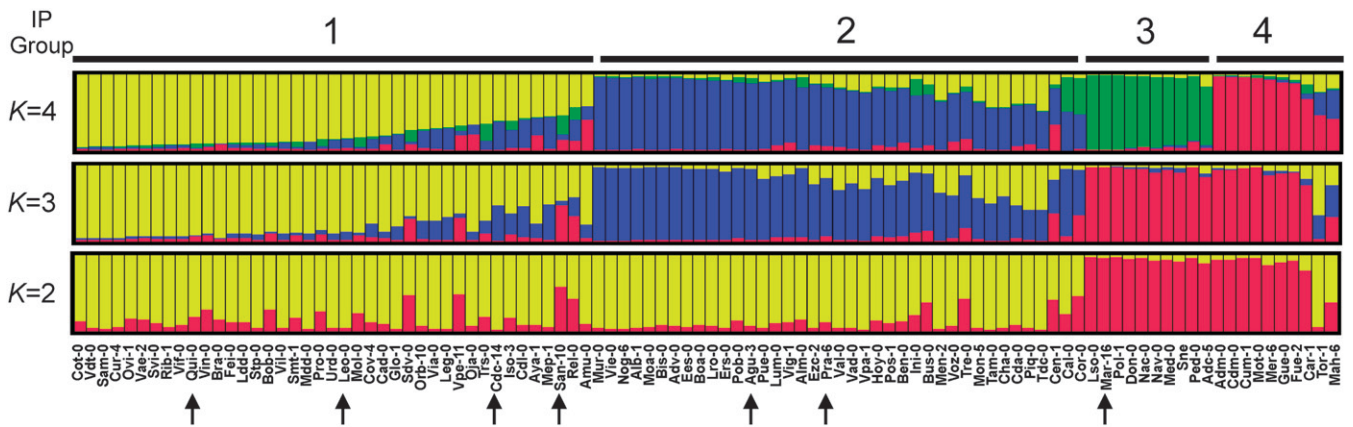 IP
Group
1 2 3 4
K=4
K=3
K=2
Cot-0 Vdt-0 Sam-0 Cur-4 Ovi-1 Vae-2 Svi-0 Rib-1 Vif-0 Qui-0 Vin-0 Bra-0 Fei-0 Ldd-0 Stp-0 Bob-0 Vil-0 Smt-1 Mdd-0 Pro-0 Urd-0 Leo-0 Mol-0 Cov-4 Cad-0 Glo-1 Sdv-0 Orb-10 Via-0 Leg-0 Vpe-11 Oja-0 Trs-0 Cdc-14 Iso-3 Cdl-0 Aya-1 Mep-1 San-10 Rel-0 Amu-0 Mur-0 Vie-0 Nog-6 Alb-1 Moa-0 Bis-0 Adv-0 Ees-0 Boa-0 Lro-0 Ers-0 Pob-0 Agu-3 Pue-0 Lum-0 Vig-1 Alm-0 Ezc-2 Pra-6 Val-0 Vad-0 Vpa-1 Hoy-0 Pos-1 Ben-0 Ini-0 Bus-0 Men-2 Voz-0 Tre-0 Mon-5 Tam-0 Cha-0 Cda-0 Piq-0 Tdc-0 Cen-1 Cal-0 Cor-0 Lso-0 Mar-16 Pol-1 Don-0 Nac-0 Nav-0 Med-0 Sne Ped-0 Adc-5 Adm-0 Cdm-0 Cum-1 Mot-0 Mer-6 Gue-0 Fue-2 Car-1 Tor-1 Mah-6